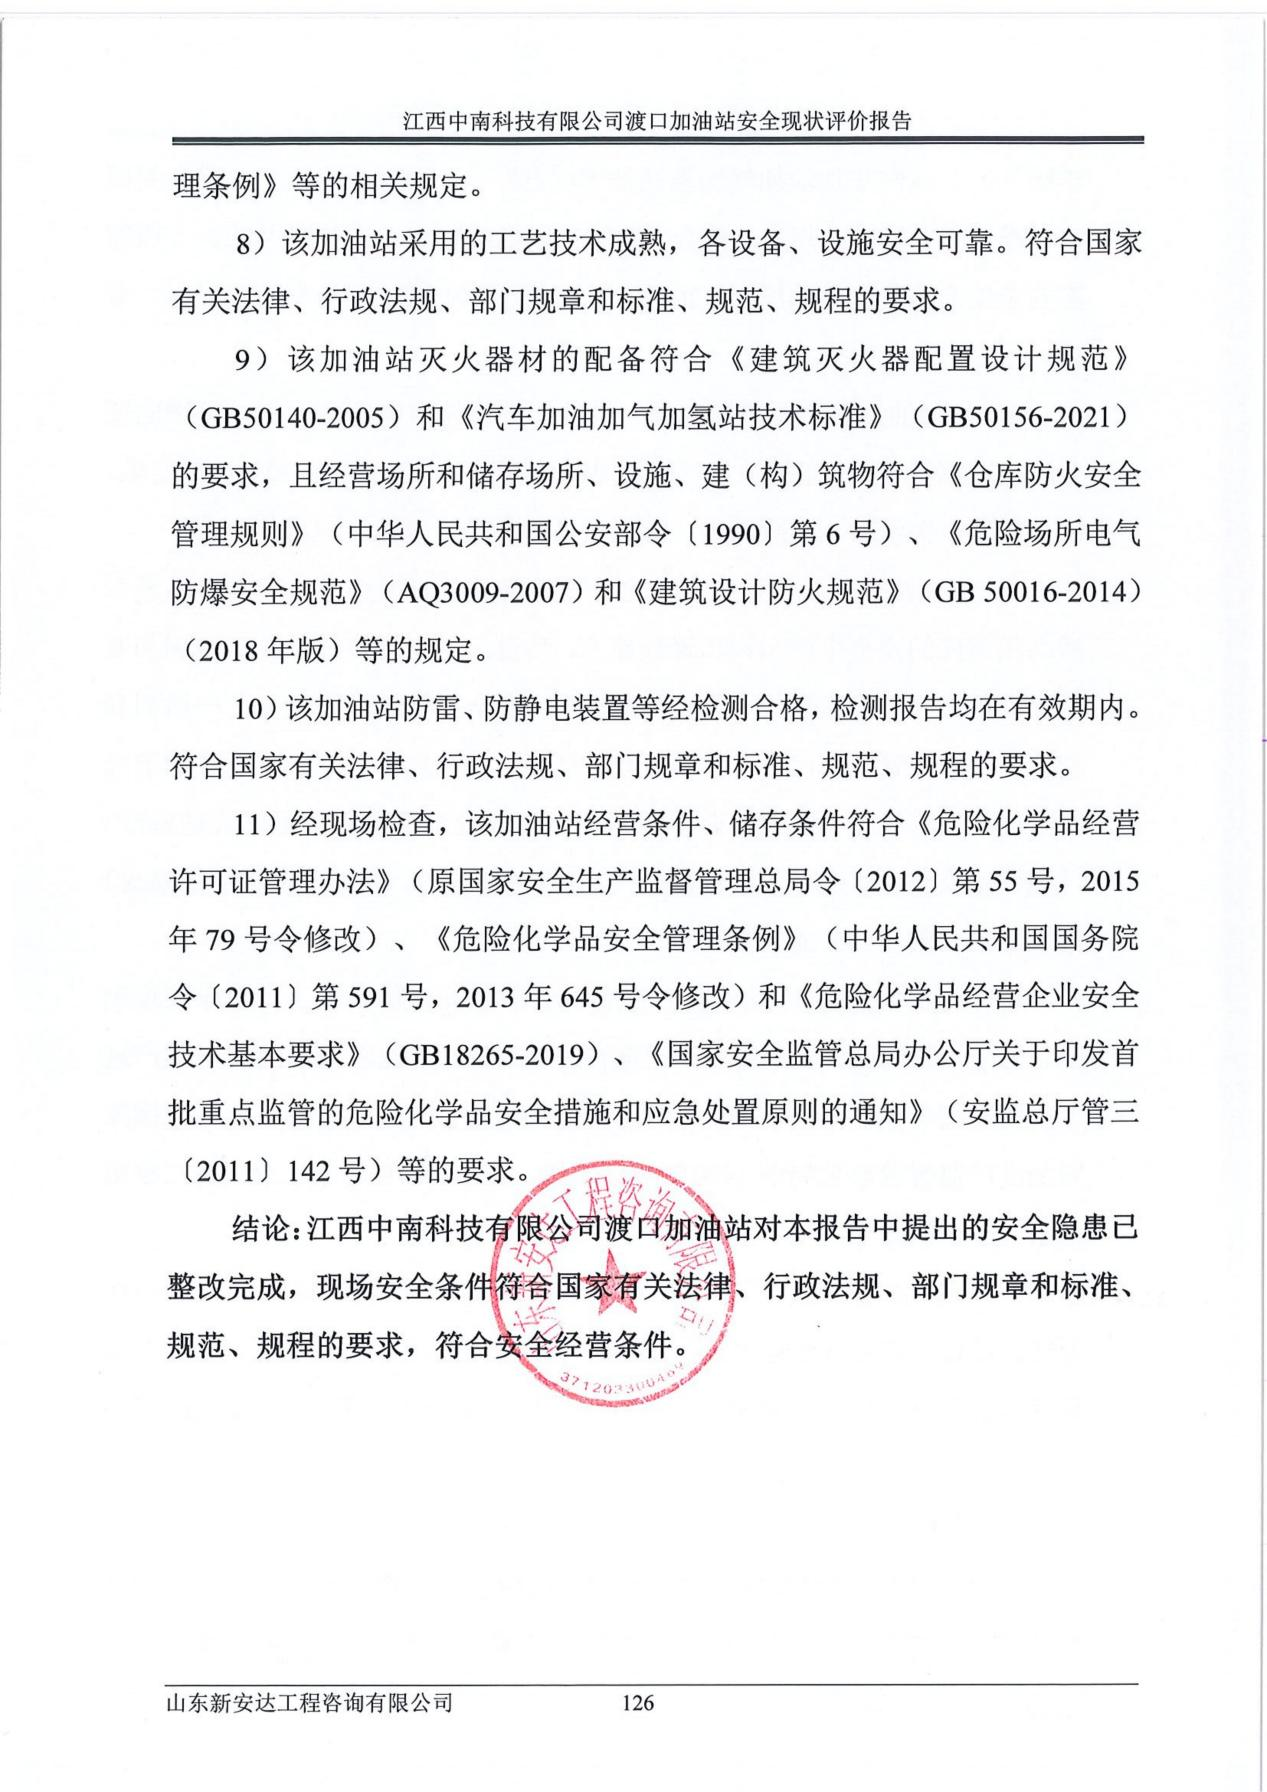 江西中南科技有限公司渡口加油站安全现状评价报告
理条例》等的相关规定。
8）该加油站采用的工艺技术成熟，各设备、设施安全可靠。符合国家
有关法律、行政法规、部门规章和标准、规范、规程的要求。
9）该加油站灭火器材的配备符合《建筑灭火器配置设计规范》
（GB50140-2005）和《汽车加油加气加氢站技术标准》（GB50156-2021）
的要求，且经营场所和储存场所、设施、建（构）筑物符合《仓库防火安全
管理规则》（中华人民共和国公安部令〔1990〕第 6 号）、《危险场所电气
防爆安全规范》（AQ3009-2007）和《建筑设计防火规范》（GB 50016-2014）
（2018 年版）等的规定。
10）该加油站防雷、防静电装置等经检测合格，检测报告均在有效期内。
符合国家有关法律、行政法规、部门规章和标准、规范、规程的要求。
11）经现场检查，该加油站经营条件、储存条件符合《危险化学品经营
许可证管理办法》（原国家安全生产监督管理总局令〔2012〕第 55 号，2015
年 79 号令修改）、《危险化学品安全管理条例》（中华人民共和国国务院
令〔2011〕第 591 号，2013 年 645 号令修改）和《危险化学品经营企业安全
技术基本要求》（GB18265-2019）、《国家安全监管总局办公厅关于印发首
批重点监管的危险化学品安全措施和应急处置原则的通知》（安监总厅管三
〔2011〕142 号）等的要求。
结论：江西中南科技有限公司渡口加油站对本报告中提出的安全隐患已
整改完成，现场安全条件符合国家有关法律、行政法规、部门规章和标准、
规范、规程的要求，符合安全经营条件。
山东新安达工程咨询有限公司
山东新安达工程咨询有限公司 126